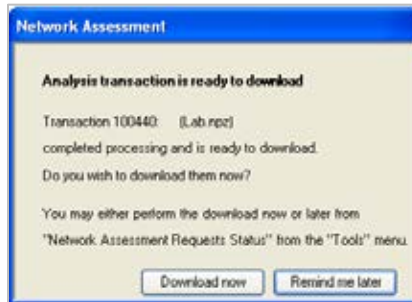 Network Assessment
Analysis transaction is ready to download
Transaction 100440: (Lab.npz)
completed processing and is ready to download.
Do you wish to download them now?
You may either perform the download now or later from
"Network Assessment Requests Status" from the "Tools" menu.
Download now Remind me later